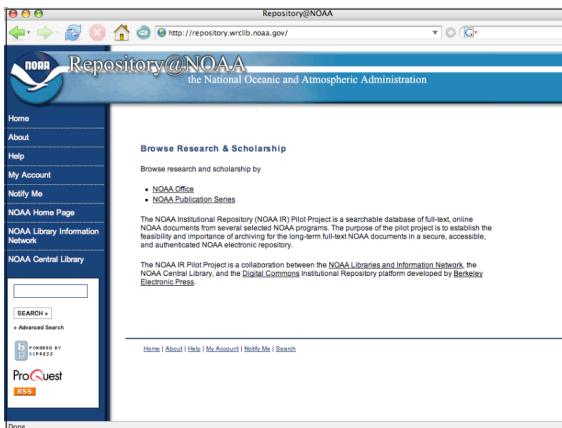 Repository@NOAA
http://repository.wrclib.noaa.gov/
G
NOAA
Repository@NOAA
the National Oceanic and Atmospheric Administration
Home
About
Help
My Account
Notify Me
NOAA Home Page
NOAA Library Information
Network
NOAA Central Library
SEARCH »
» Advanced Search
POWERED BY
BEPRESS
ProQuest
RSS
Browse Research & Scholarship
Browse research and scholarship by
• NOAA Office
• NOAA Publication Series
The NOAA Institutional Repository (NOAA IR) Pilot Project is a searchable database of full-text, online
NOAA documents from several selected NOAA programs. The purpose of the pilot project is to establish the
feasibility and importance of archiving for the long-term full-text NOAA documents in a secure, accessible,
and authenticated NOAA electronic repository.
The NOAA IR Pilot Project is a collaboration between the NOAA Libraries and Information Network, the
NOAA Central Library, and the Digital Commons Institutional Repository platform developed by Berkeley
Electronic Press.
Home | About | Help | My Account | Notify Me | Search
Done